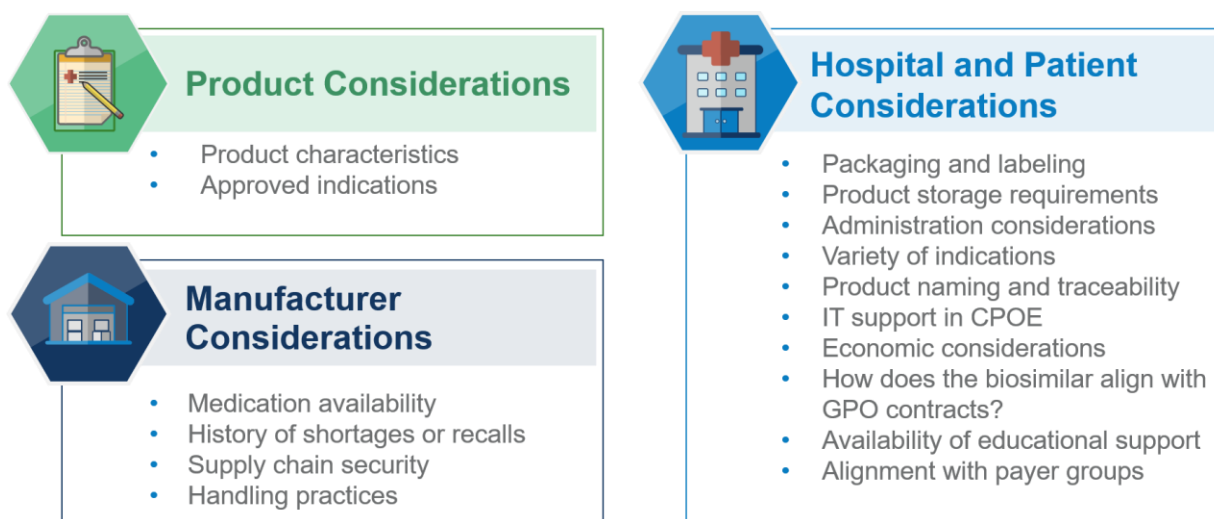 Product Considerations
• Product characteristics
• Approved indications
Manufacturer
Considerations
• Medication availability
• History of shortages or recalls
• Supply chain security
• Handling practices
Hospital and Patient
Considerations
• Packaging and labeling
• Product storage requirements
• Administration considerations
• Variety of indications
• Product naming and traceability
• IT support in CPOE
• Economic considerations
• How does the biosimilar align with
GPO contracts?
• Availability of educational support
• Alignment with payer groups